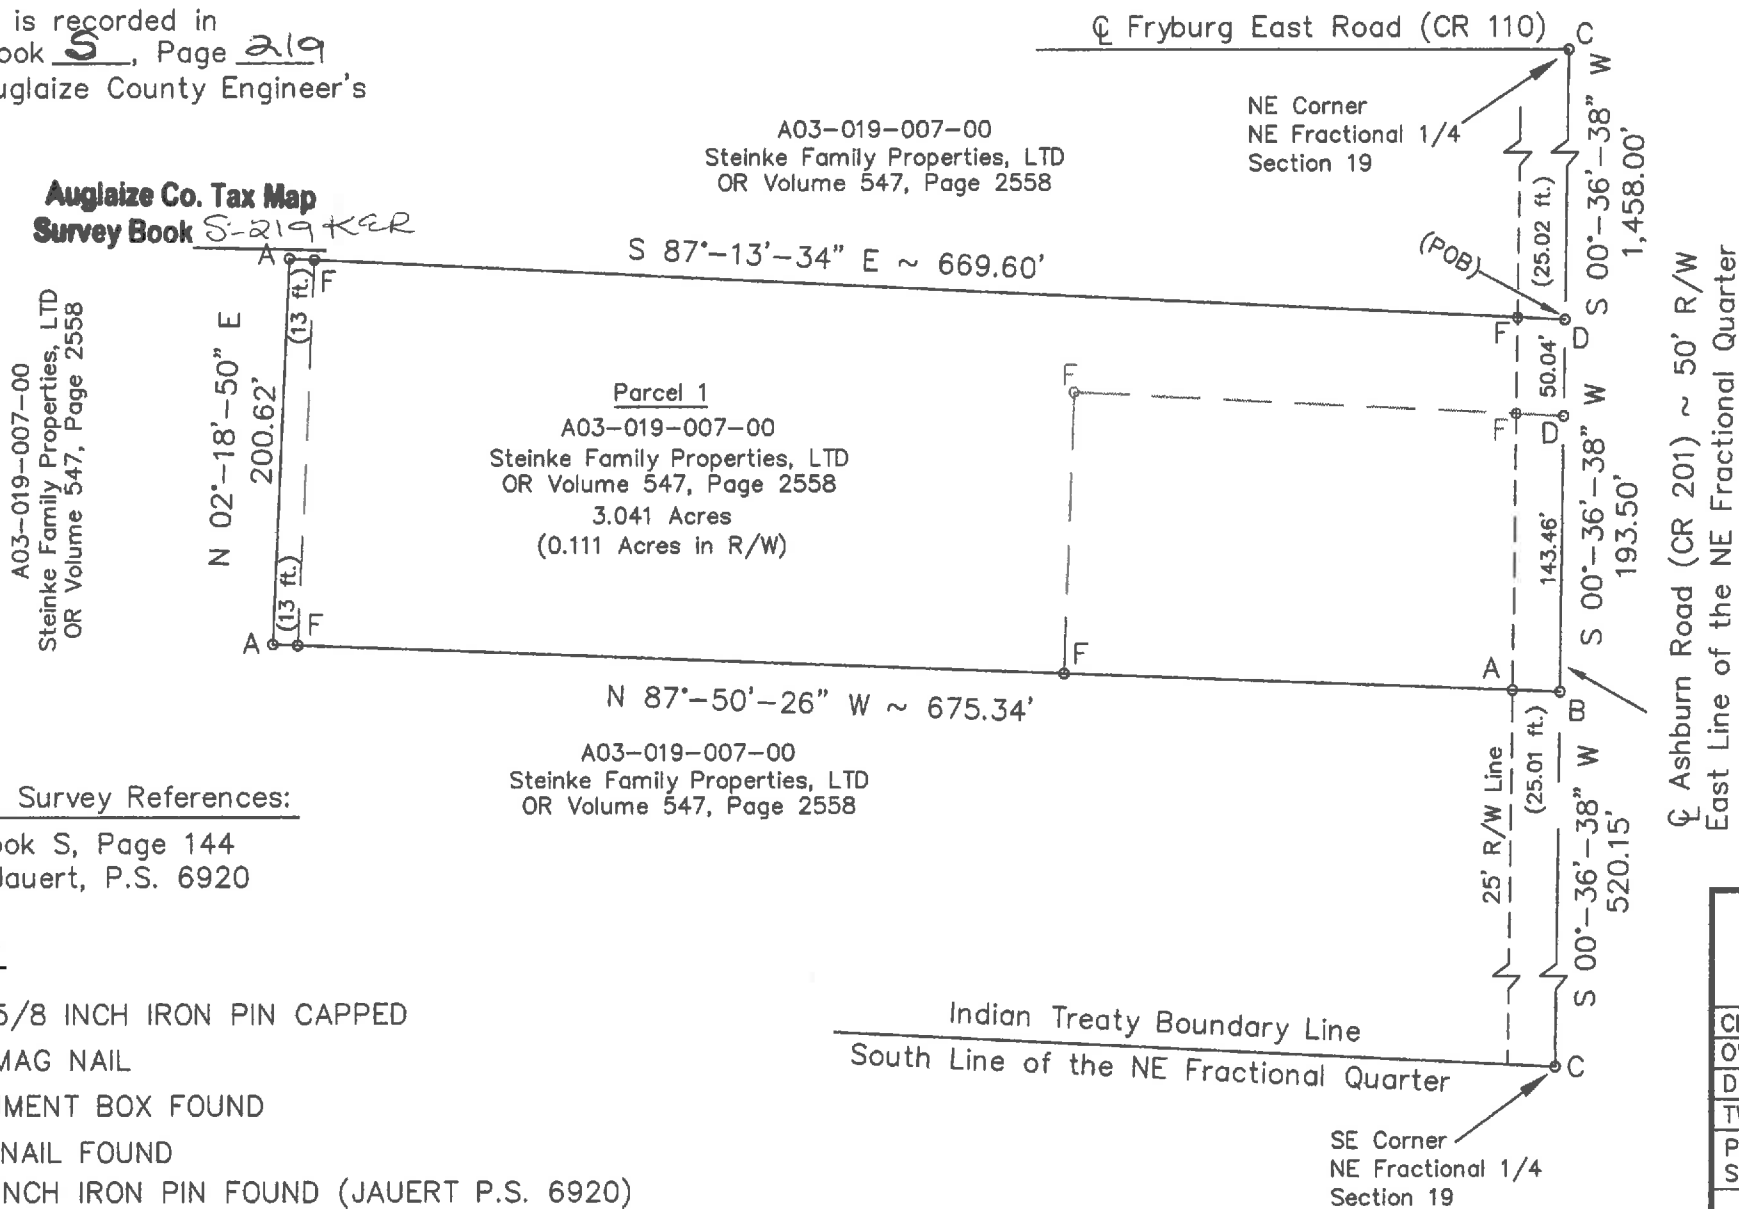 is recorded in
ook S, Page 219
uglaize County Engineer's
Auglaize Co. Tax Map
Survey Book S-219 KER
℄ Fryburg East Road (CR 110)
C
NE Corner
NE Fractional 1/4
Section 19
A03-019-007-00
Steinke Family Properties, LTD
OR Volume 547, Page 2558
S 00°-36'-38" W
1,458.00'
(25.02 ft.)
(POB)
S 87°-13'-34" E ~ 669.60'
A
F
(13 ft.)
F
D
50.04'
A03-019-007-00
Steinke Family Properties, LTD
OR Volume 547, Page 2558
N 02°-18'-50" E
200.62'
Parcel 1
A03-019-007-00
Steinke Family Properties, LTD
OR Volume 547, Page 2558
3.041 Acres
(0.111 Acres in R/W)
F
F
D
143.46'
S 00°-36'-38" W
193.50'
℄ Ashburn Road (CR 201) ~ 50' R/W
East Line of the NE Fractional Quarter
(13 ft.)
A
F
F
A
B
N 87°-50'-26" W ~ 675.34'
A03-019-007-00
Steinke Family Properties, LTD
OR Volume 547, Page 2558
25' R/W Line
(25.01 ft.)
S 00°-36'-38" W
520.15'
Survey References:
ook S, Page 144
Jauert, P.S. 6920
5/8 INCH IRON PIN CAPPED
MAG NAIL
MENT BOX FOUND
NAIL FOUND
NCH IRON PIN FOUND (JAUERT P.S. 6920)
Indian Treaty Boundary Line
South Line of the NE Fractional Quarter
C
SE Corner
NE Fractional 1/4
Section 19